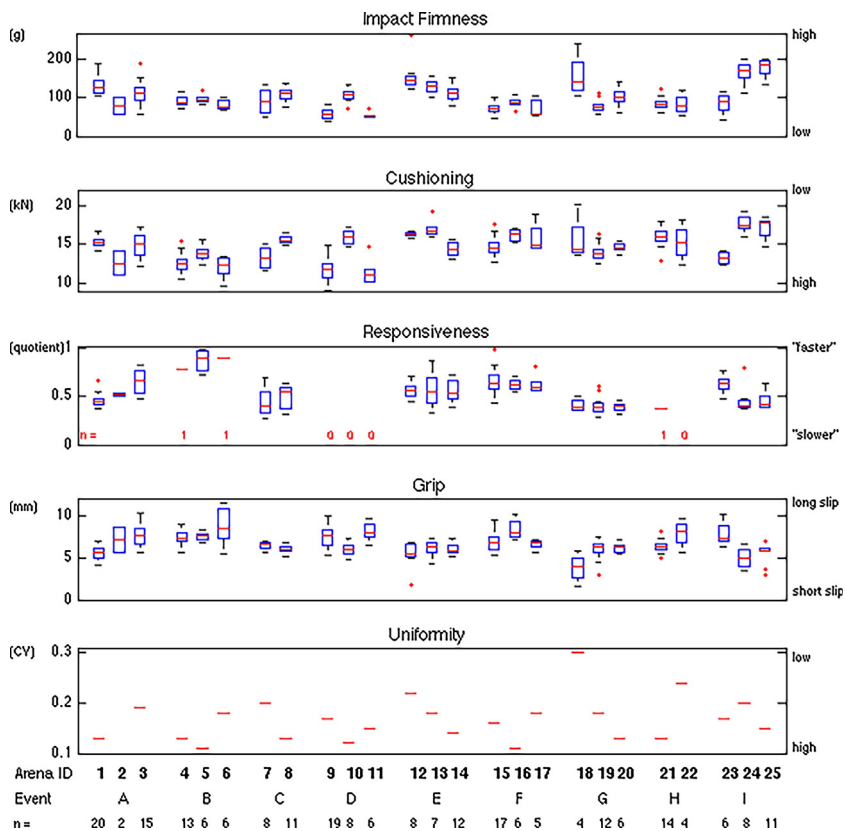 Impact Firmness
(g) high
200
100
0 low
Cushioning
(kN) 20 low
15
10 high
Responsiveness
(quotient) 1 "faster"
0.5
n = 1 1 0 0 0 1 0
0 "slower"
Grip
(mm) 10 long slip
5
0 short slip
Uniformity
(CV) 0.3 low
0.2
0.1 high
Arena ID 1 2 3 4 5 6 7 8 9 10 11 12 13 14 15 16 17 18 19 20 21 22 23 24 25
Event A B C D E F G H I
n = 20 2 15 13 6 6 8 11 19 8 6 8 7 12 17 6 5 4 12 6 14 4 6 8 11